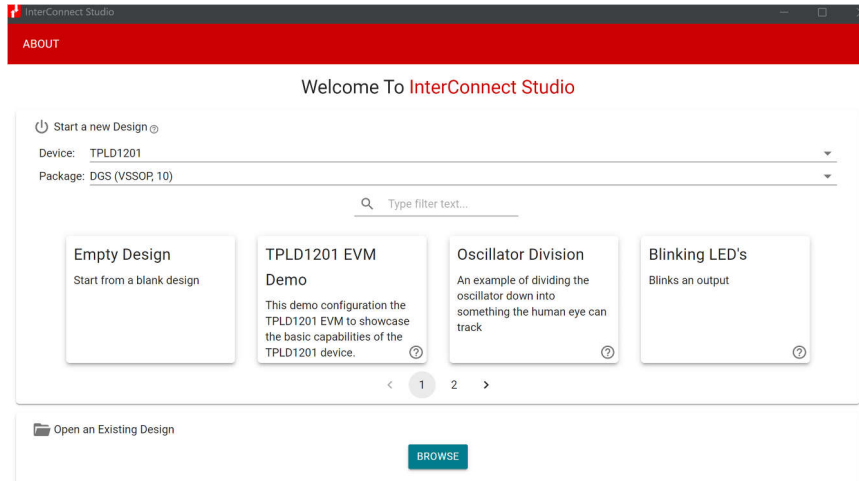 InterConnect Studio
ABOUT
Welcome To InterConnect Studio
Start a new Design
Device: TPLD1201
Package: DGS (VSSOP, 10)
Type filter text...
Empty Design
Start from a blank design
TPLD1201 EVM
Demo
This demo configuration the
TPLD1201 EVM to showcase
the basic capabilities of the
TPLD1201 device.
Oscillator Division
An example of dividing the
oscillator down into
something the human eye can
track
Blinking LED's
Blinks an output
< 1 2 >
Open an Existing Design
BROWSE